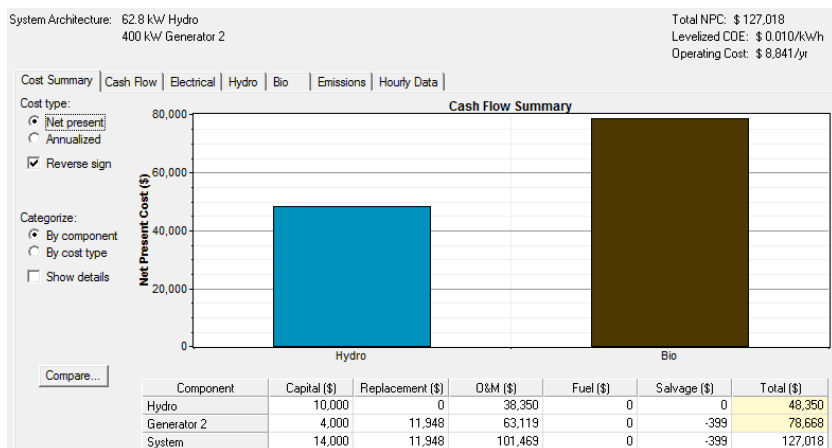 System Architecture: 62.8 kW Hydro
400 kW Generator 2
Total NPC: $ 127,018
Levelized COE: $ 0.010/kWh
Operating Cost: $ 8,841/yr
Cost Summary Cash Flow Electrical Hydro Bio Emissions Hourly Data
Cost type:
Net present
Annualized
Reverse sign
Categorize:
By component
By cost type
Show details
Compare...
Cash Flow Summary
Net Present Cost ($)
80,000
60,000
40,000
20,000
0
Hydro Bio
Component Capital ($) Replacement ($) O&M ($) Fuel ($) Salvage ($) Total ($)
Hydro 10,000 0 38,350 0 0 48,350
Generator 2 4,000 11,948 63,119 0 -399 78,668
System 14,000 11,948 101,469 0 -399 127,018